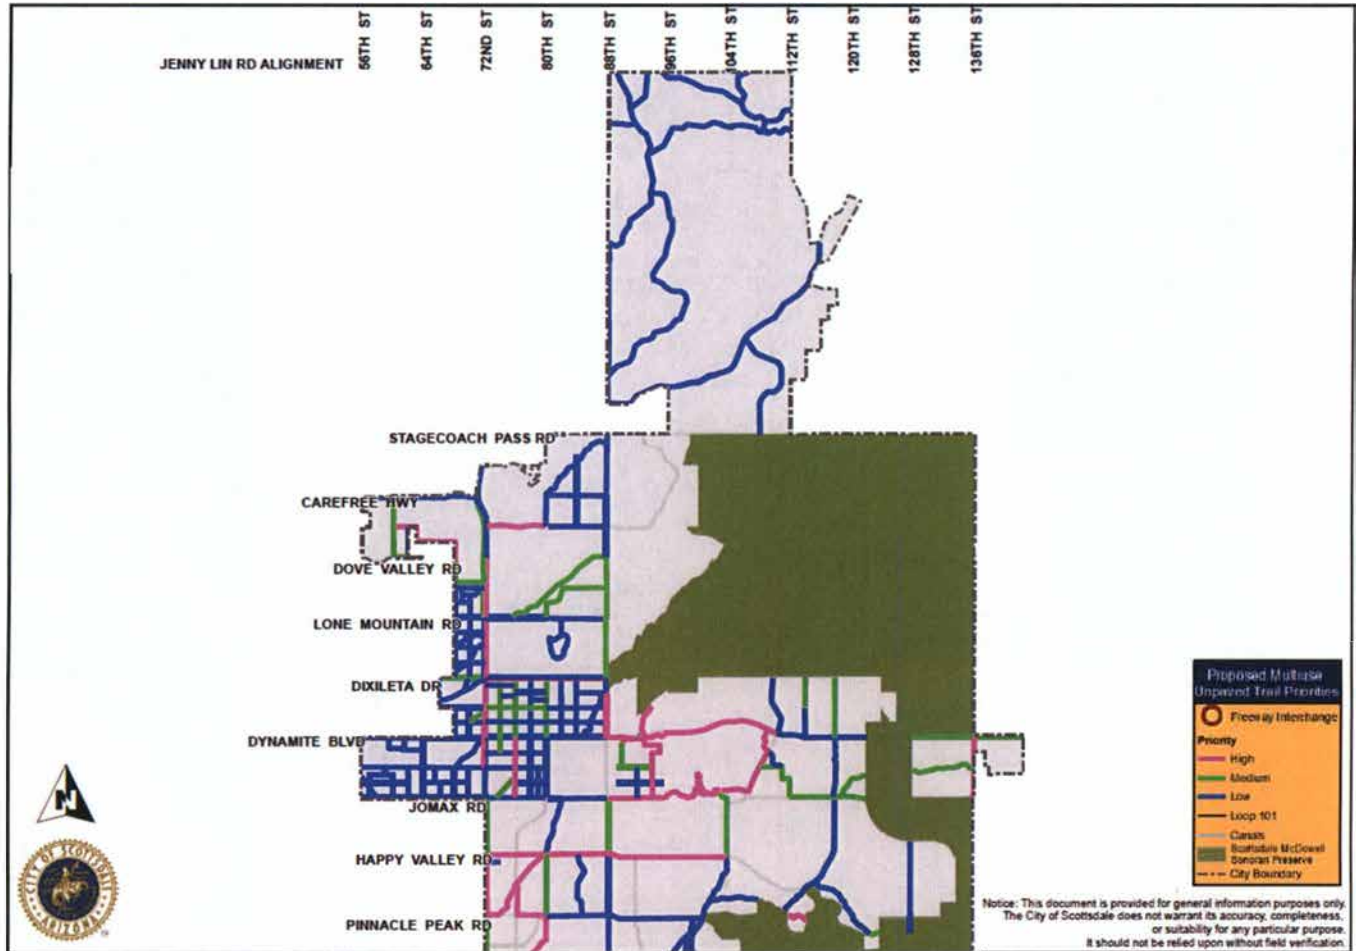 56TH ST
64TH ST
72ND ST
80TH ST
88TH ST
96TH ST
104TH ST
112TH ST
120TH ST
128TH ST
136TH ST
JENNY LIN RD ALIGNMENT
STAGECOACH PASS RD
CAREFREE HWY
DOVE VALLEY RD
LONE MOUNTAIN RD
DIXILETA DR
DYNAMITE BLVD
JOMAX RD
HAPPY VALLEY RD
PINNACLE PEAK RD
N
CITY OF SCOTTSDALE
ARIZONA
Proposed Multiuse
Unpaved Trail Priorities
Freeway Interchange
Priority
High
Medium
Low
Loop 101
Canals
Scottsdale McDowell
Sonoran Preserve
City Boundary
Notice: This document is provided for general information purposes only.
The City of Scottsdale does not warrant its accuracy, completeness,
or suitability for any particular purpose.
It should not be relied upon without field verification.